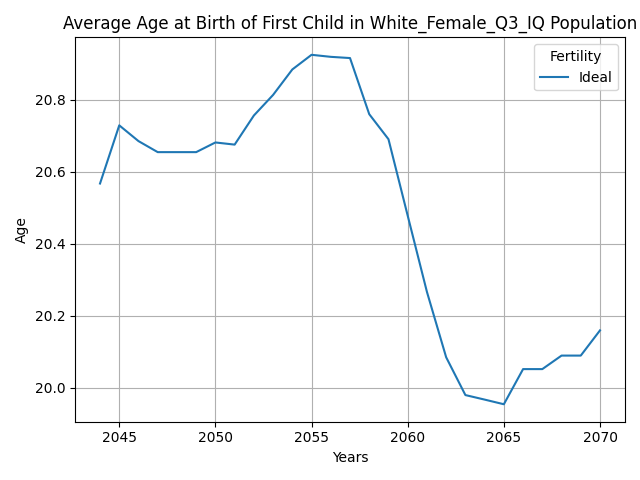 Average Age at Birth of First Child in White_Female_Q3_IQ Population
Fertility
Ideal
20.8
20.6
20.4
20.2
20.0
Age
2045 2050 2055 2060 2065 2070
Years